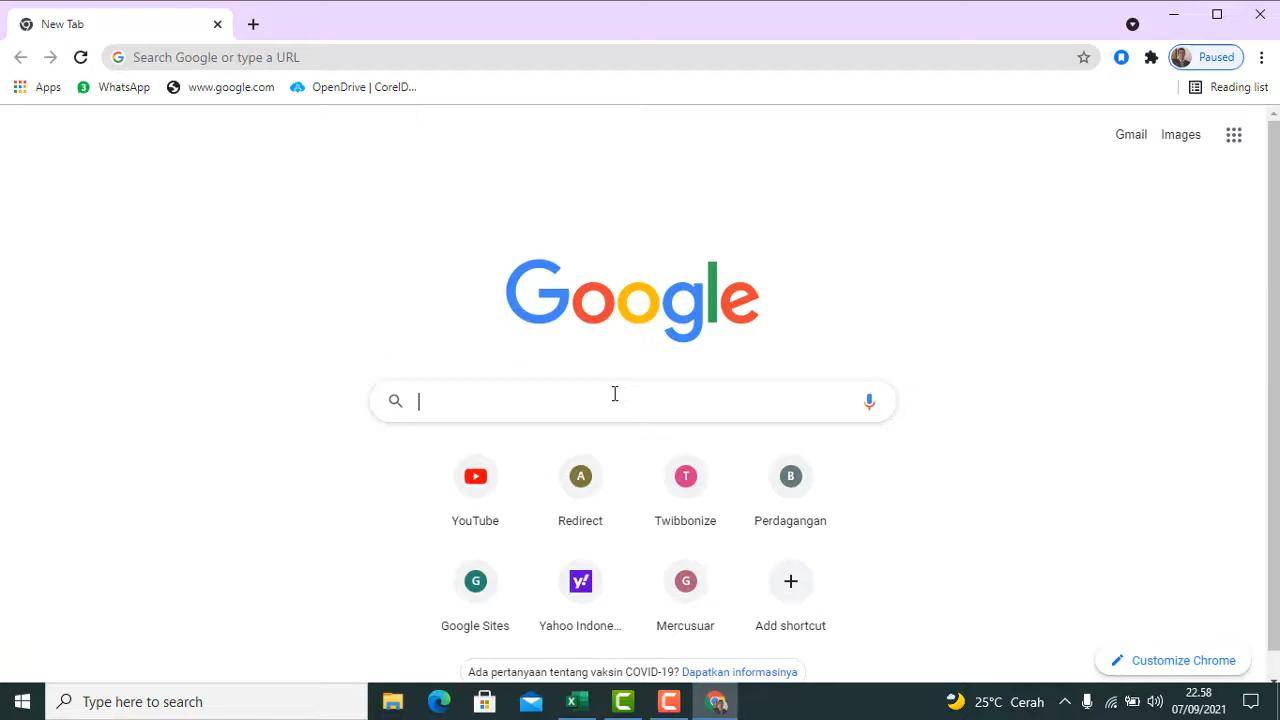 New Tab
Search Google or type a URL
Paused
Apps
3 WhatsApp
www.google.com
OpenDrive | CorelD...
Reading list
Gmail Images
Google
YouTube
A
Redirect
T
Twibbonize
B
Perdagangan
G
Google Sites
y!
Yahoo Indone...
G
Mercusuar
Add shortcut
Ada pertanyaan tentang vaksin COVID-19? Dapatkan informasinya
Customize Chrome
Type here to search
25°C Cerah
22.58
07/09/2021